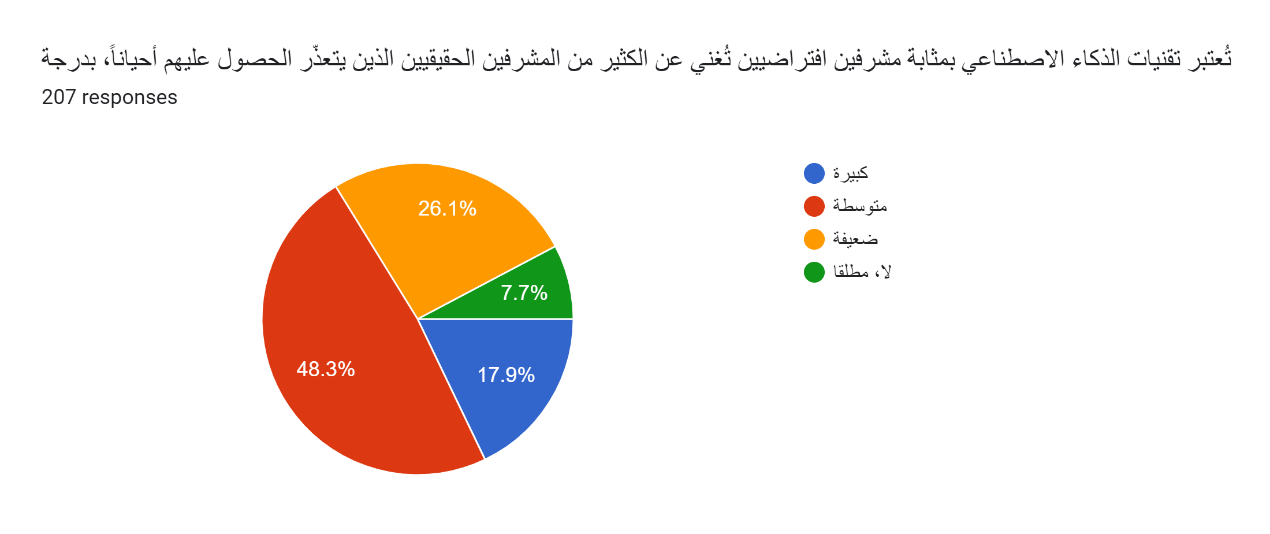 تُعتبر تقنيات الذكاء الاصطناعي بمثابة مشرفين افتراضيين تُغني عن الكثير من المشرفين الحقيقيين الذين يتعذّر الحصول عليهم أحياناً، بدرجة
207 responses
كبيرة
متوسطة
ضعيفة
لا، مطلقا
26.1%
7.7%
48.3%
17.9%